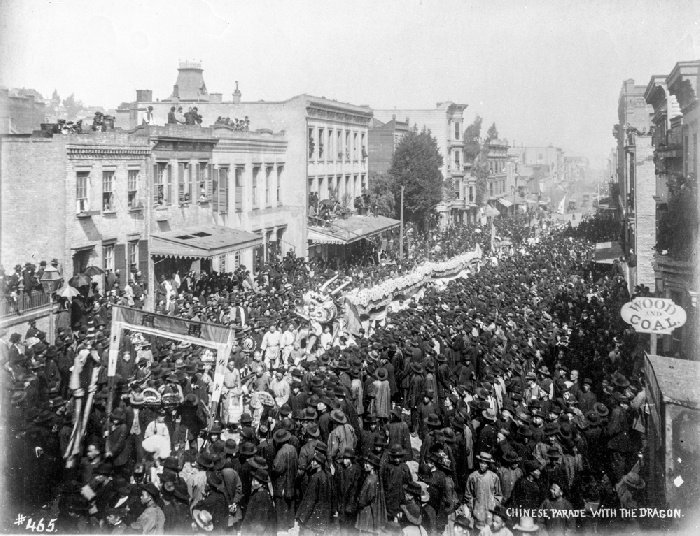 WOOD
AND
COAL
#465.
CHINESE, PARADE WITH THE DRAGON.